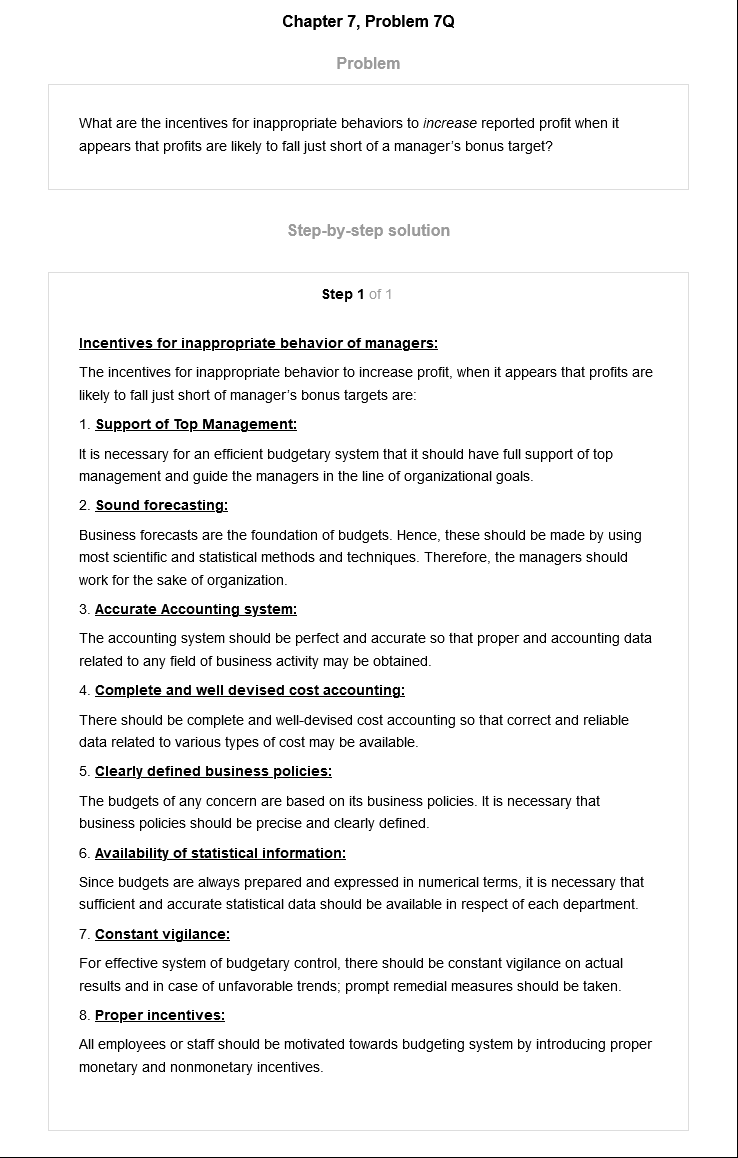 Chapter 7, Problem 7Q
Problem
What are the incentives for inappropriate behaviors to increase reported profit when it
appears that profits are likely to fall just short of a manager’s bonus target?
Step-by-step solution
Step 1 of 1
Incentives for inappropriate behavior of managers:
The incentives for inappropriate behavior to increase profit, when it appears that profits are
likely to fall just short of manager’s bonus targets are:
1. Support of Top Management:
It is necessary for an efficient budgetary system that it should have full support of top
management and guide the managers in the line of organizational goals.
2. Sound forecasting:
Business forecasts are the foundation of budgets. Hence, these should be made by using
most scientific and statistical methods and techniques. Therefore, the managers should
work for the sake of organization.
3. Accurate Accounting system:
The accounting system should be perfect and accurate so that proper and accounting data
related to any field of business activity may be obtained.
4. Complete and well devised cost accounting:
There should be complete and well-devised cost accounting so that correct and reliable
data related to various types of cost may be available.
5. Clearly defined business policies:
The budgets of any concern are based on its business policies. It is necessary that
business policies should be precise and clearly defined.
6. Availability of statistical information:
Since budgets are always prepared and expressed in numerical terms, it is necessary that
sufficient and accurate statistical data should be available in respect of each department.
7. Constant vigilance:
For effective system of budgetary control, there should be constant vigilance on actual
results and in case of unfavorable trends; prompt remedial measures should be taken.
8. Proper incentives:
All employees or staff should be motivated towards budgeting system by introducing proper
monetary and nonmonetary incentives.